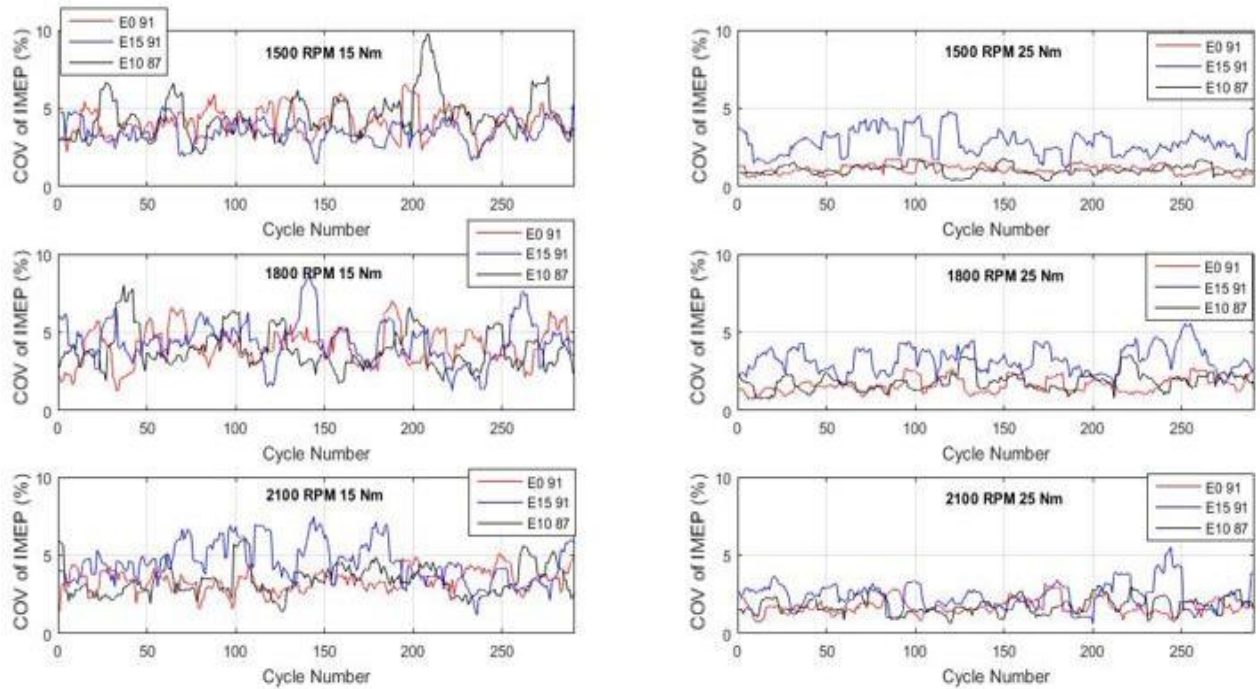 COV of IMEP (%)
10
5
0
E0 91
E15 91
E10 87
1500 RPM 15 Nm
0
50
100
150
200
250
Cycle Number
COV of IMEP (%)
10
5
0
1500 RPM 25 Nm
E0 91
E15 91
E10 87
0
50
100
150
200
250
Cycle Number
COV of IMEP (%)
10
5
0
1800 RPM 15 Nm
E0 91
E15 91
E10 87
0
50
100
150
200
250
Cycle Number
COV of IMEP (%)
10
5
0
1800 RPM 25 Nm
E0 91
E15 91
E10 87
0
50
100
150
200
250
Cycle Number
COV of IMEP (%)
10
5
0
2100 RPM 15 Nm
E0 91
E15 91
E10 87
0
50
100
150
200
250
Cycle Number
COV of IMEP (%)
10
5
0
2100 RPM 25 Nm
E0 91
E15 91
E10 87
0
50
100
150
200
250
Cycle Number